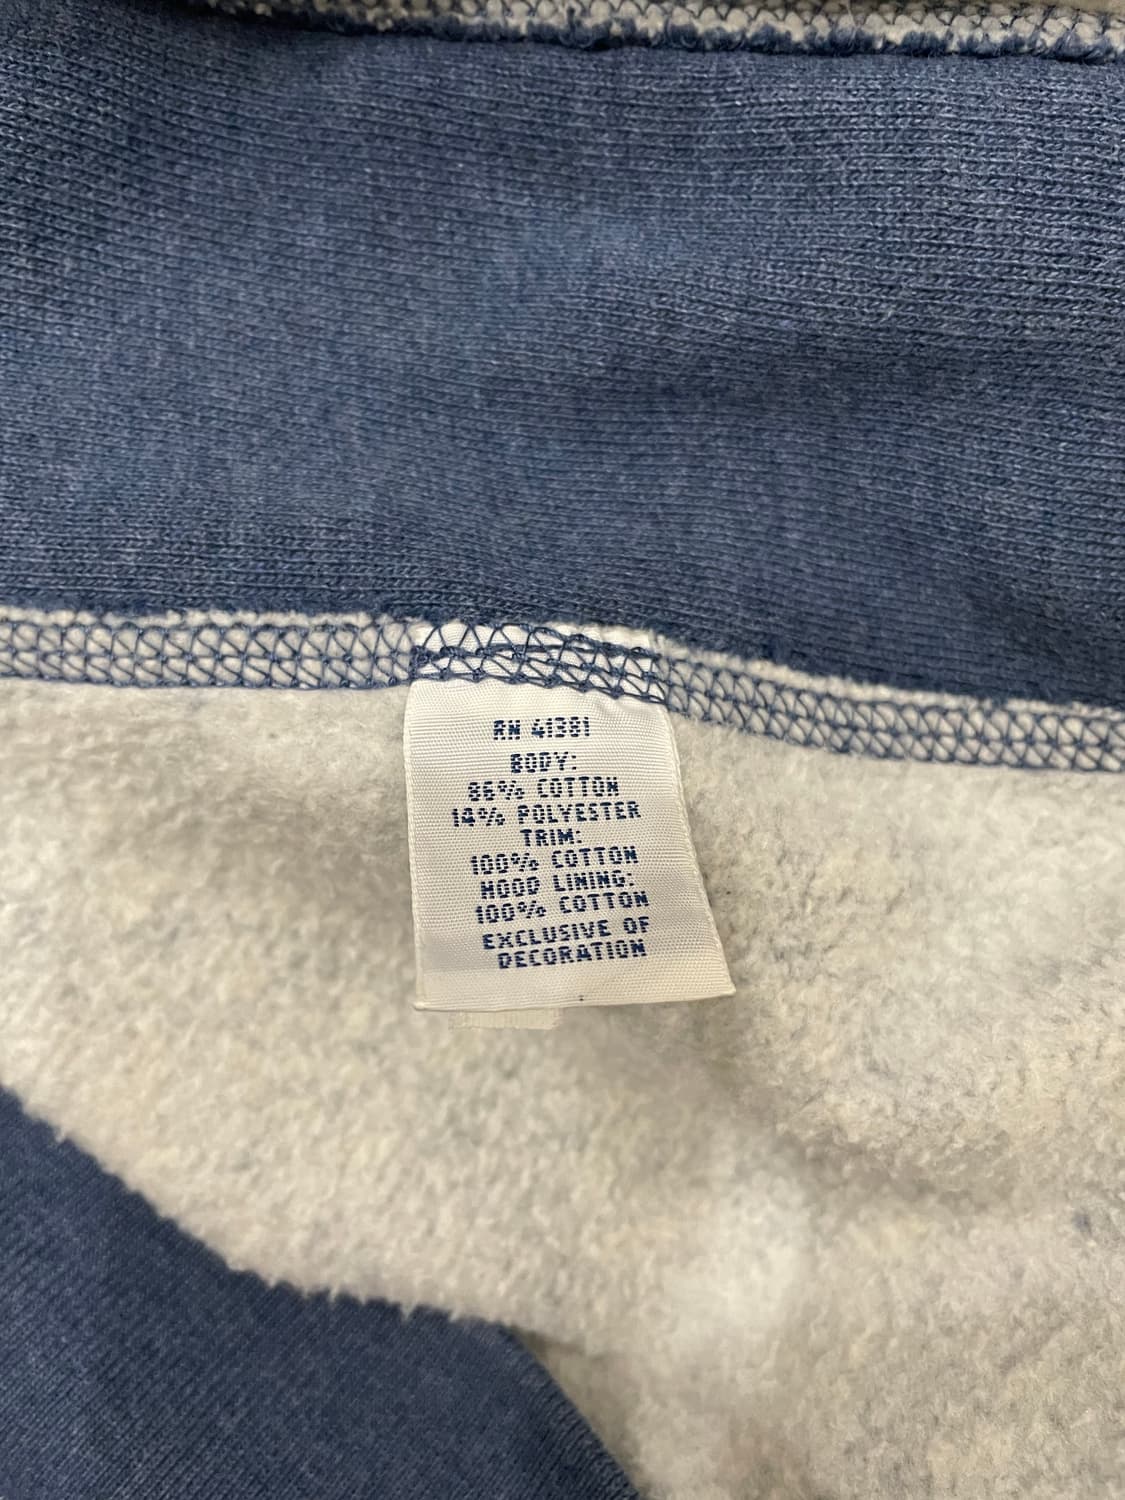 RN 41381
BODY:
86% COTTON
14% POLYESTER
TRIM:
100% COTTON
HOOD LINING:
100% COTTON
EXCLUSIVE OF
DECORATION